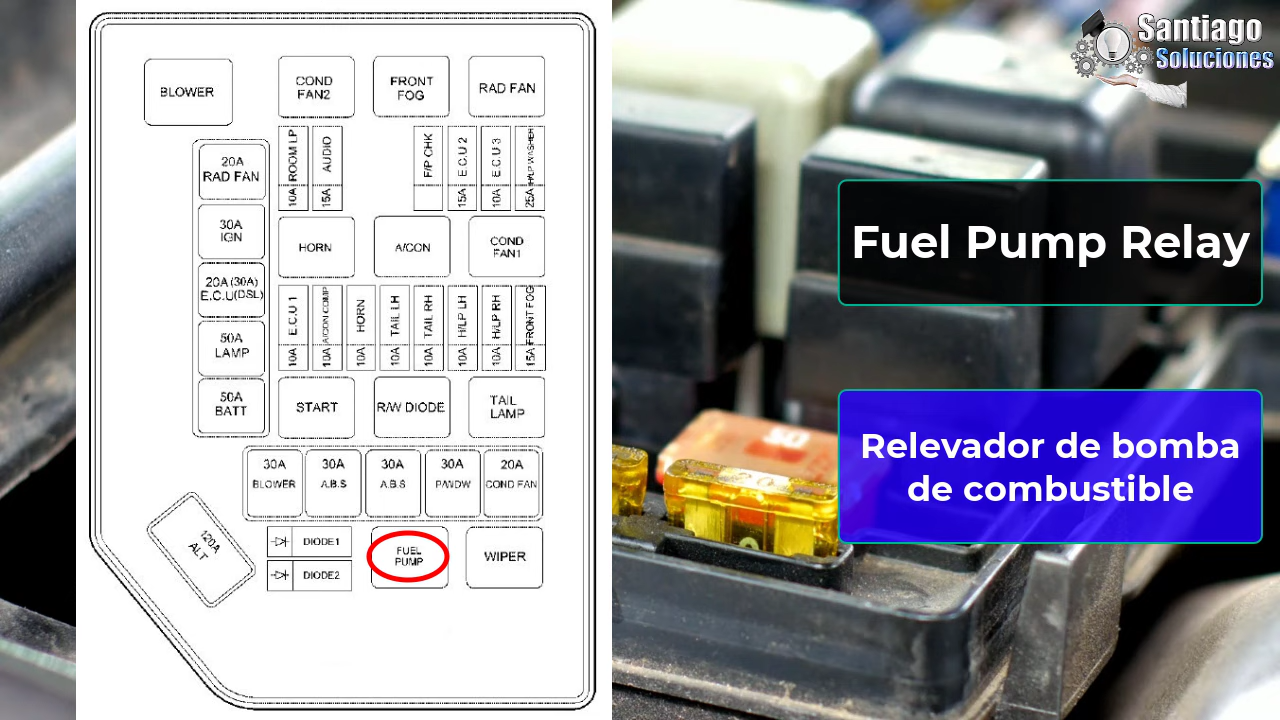 Santiago
Soluciones
BLOWER
COND
FAN2
FRONT
FOG
RAD FAN
20A
RAD FAN
30A
IGN
20A (30A)
E.C.U(DSL)
50A
LAMP
50A
BATT
10A ROOM LP
15A AUDIO
F/P CHK
15A E.C.U 2
10A E.C.U 3
25A H/LP WASHER
HORN
A/CON
COND
FAN1
10A E.C.U 1
10A A/CON COMP
10A HORN
10A TAIL LH
10A TAIL RH
10A H/LP LH
10A H/LP RH
15A FRONT FOG
START
R/W DIODE
TAIL
LAMP
30A
BLOWER
30A
A.B.S
30A
A.B.S
30A
P/WDW
20A
COND FAN
120A
ALT
DIODE1
DIODE2
FUEL
PUMP
WIPER
Fuel Pump Relay
Relevador de bomba
de combustible